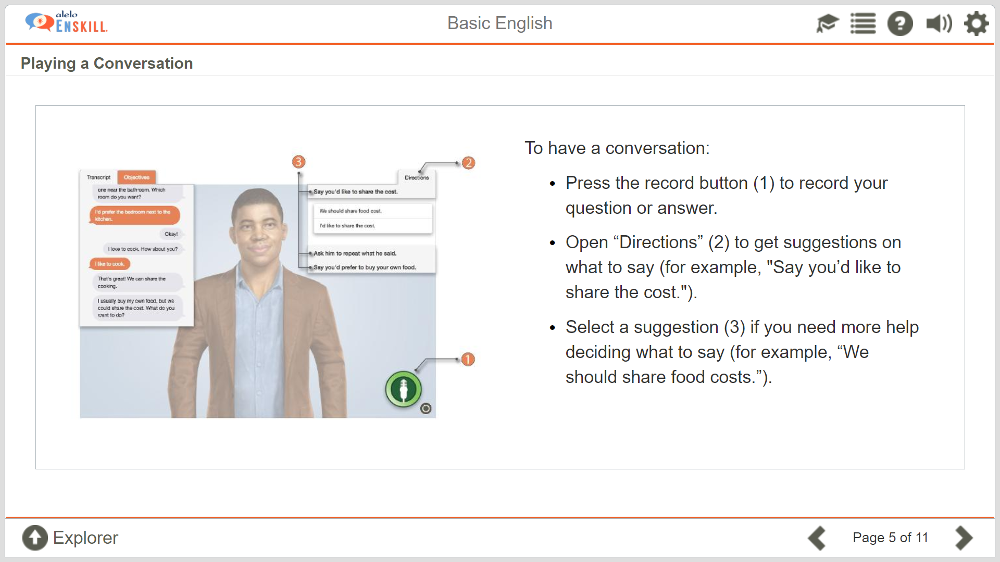 alelo
ENSKILL.
Basic English
Playing a Conversation
Transcript
Objectives
one near the bathroom. Which
room do you want?
I'd prefer the bedroom next to the
kitchen.
Okay!
I love to cook. How about you?
I like to cook.
That's great! We can share the
cooking.
I usually buy my own food, but we
could share the cost. What do you
want to do?
3
2
Directions
Say you'd like to share the cost.
We should share food cost.
I'd like to share the cost.
Ask him to repeat what he said.
Say you'd prefer to buy your own food.
1
To have a conversation:
• Press the record button (1) to record your
question or answer.
• Open “Directions” (2) to get suggestions on
what to say (for example, "Say you’d like to
share the cost.").
• Select a suggestion (3) if you need more help
deciding what to say (for example, “We
should share food costs.”).
Explorer
Page 5 of 11